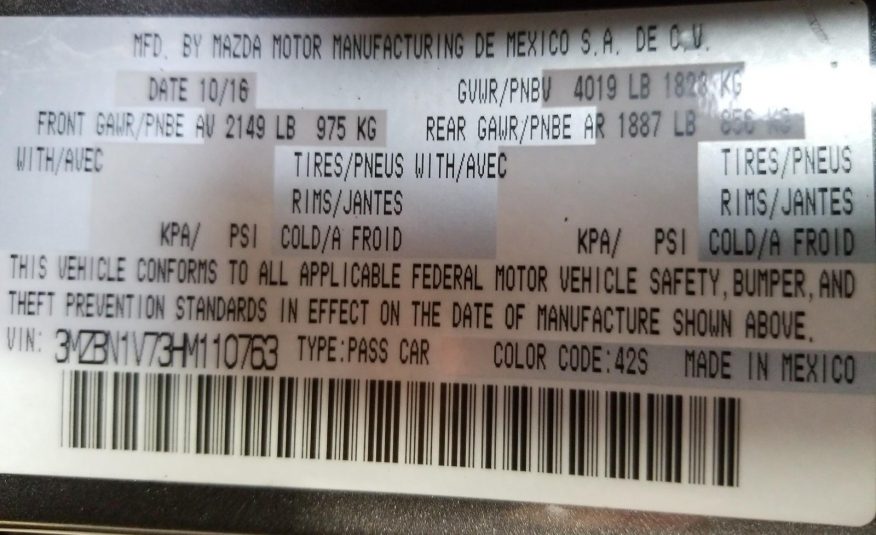 MFD. BY MAZDA MOTOR MANUFACTURING DE MEXICO S.A. DE C.V.
DATE 10/16 GVWR/PNBV 4019 LB 1823 KG
FRONT GAWR/PNBE AV 2149 LB 975 KG REAR GAWR/PNBE AR 1887 LB 856 KG
WITH/AVEC TIRES/PNEUS WITH/AVEC TIRES/PNEUS
RIMS/JANTES RIMS/JANTES
KPA/ PSI COLD/A FROID KPA/ PSI COLD/A FROID
THIS VEHICLE CONFORMS TO ALL APPLICABLE FEDERAL MOTOR VEHICLE SAFETY, BUMPER, AND
THEFT PREVENTION STANDARDS IN EFFECT ON THE DATE OF MANUFACTURE SHOWN ABOVE.
VIN: 3MZBN1V73HM110763 TYPE:PASS CAR COLOR CODE:42S MADE IN MEXICO